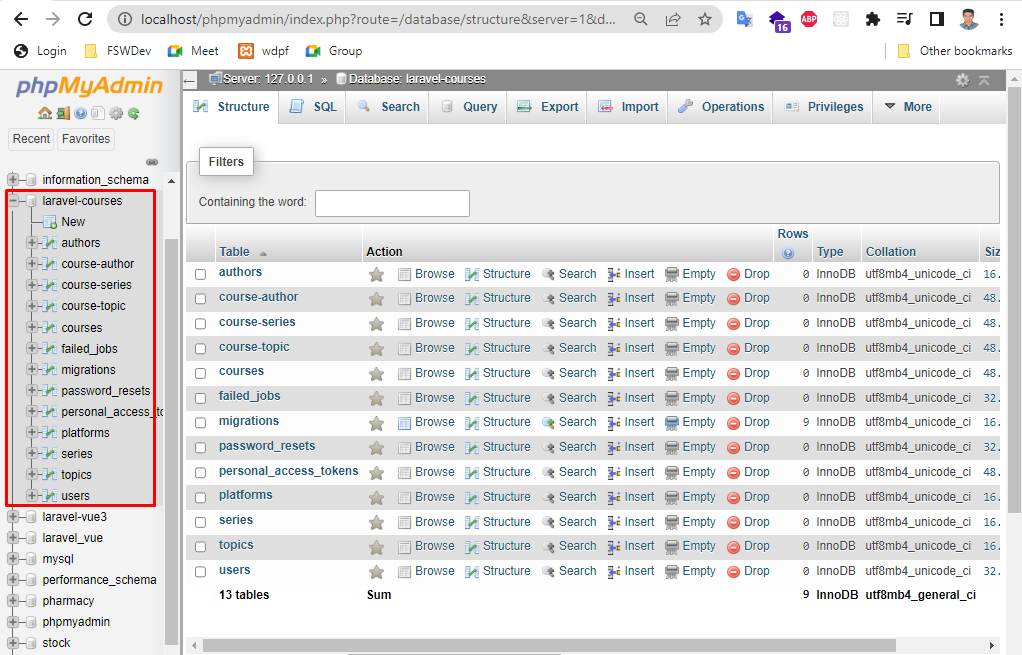 localhost/phpmyadmin/index.php?route=/database/structure&server=1&d...
16
ABP
Login
FSWDev
Meet
wdpf
Group
Other bookmarks
phpMyAdmin
Recent
Favorites
information_schema
laravel-courses
New
authors
course-author
course-series
course-topic
courses
failed_jobs
migrations
password_resets
personal_access_to
platforms
series
topics
users
laravel-vue3
laravel_vue
mysql
performance_schema
pharmacy
phpmyadmin
stock
Server: 127.0.0.1 » Database: laravel-courses
Structure SQL Search Query Export Import Operations Privileges More
Filters
Containing the word:
Table Action Rows Type Collation Siz
authors Browse Structure Search Insert Empty Drop 0 InnoDB utf8mb4_unicode_ci 16.
course-author Browse Structure Search Insert Empty Drop 0 InnoDB utf8mb4_unicode_ci 48.
course-series Browse Structure Search Insert Empty Drop 0 InnoDB utf8mb4_unicode_ci 48.
course-topic Browse Structure Search Insert Empty Drop 0 InnoDB utf8mb4_unicode_ci 48.
courses Browse Structure Search Insert Empty Drop 0 InnoDB utf8mb4_unicode_ci 48.
failed_jobs Browse Structure Search Insert Empty Drop 0 InnoDB utf8mb4_unicode_ci 32.
migrations Browse Structure Search Insert Empty Drop 9 InnoDB utf8mb4_unicode_ci 16.
password_resets Browse Structure Search Insert Empty Drop 0 InnoDB utf8mb4_unicode_ci 32.
personal_access_tokens Browse Structure Search Insert Empty Drop 0 InnoDB utf8mb4_unicode_ci 48.
platforms Browse Structure Search Insert Empty Drop 0 InnoDB utf8mb4_unicode_ci 16.
series Browse Structure Search Insert Empty Drop 0 InnoDB utf8mb4_unicode_ci 16.
topics Browse Structure Search Insert Empty Drop 0 InnoDB utf8mb4_unicode_ci 16.
users Browse Structure Search Insert Empty Drop 0 InnoDB utf8mb4_unicode_ci 32.
13 tables Sum 9 InnoDB utf8mb4_general_ci